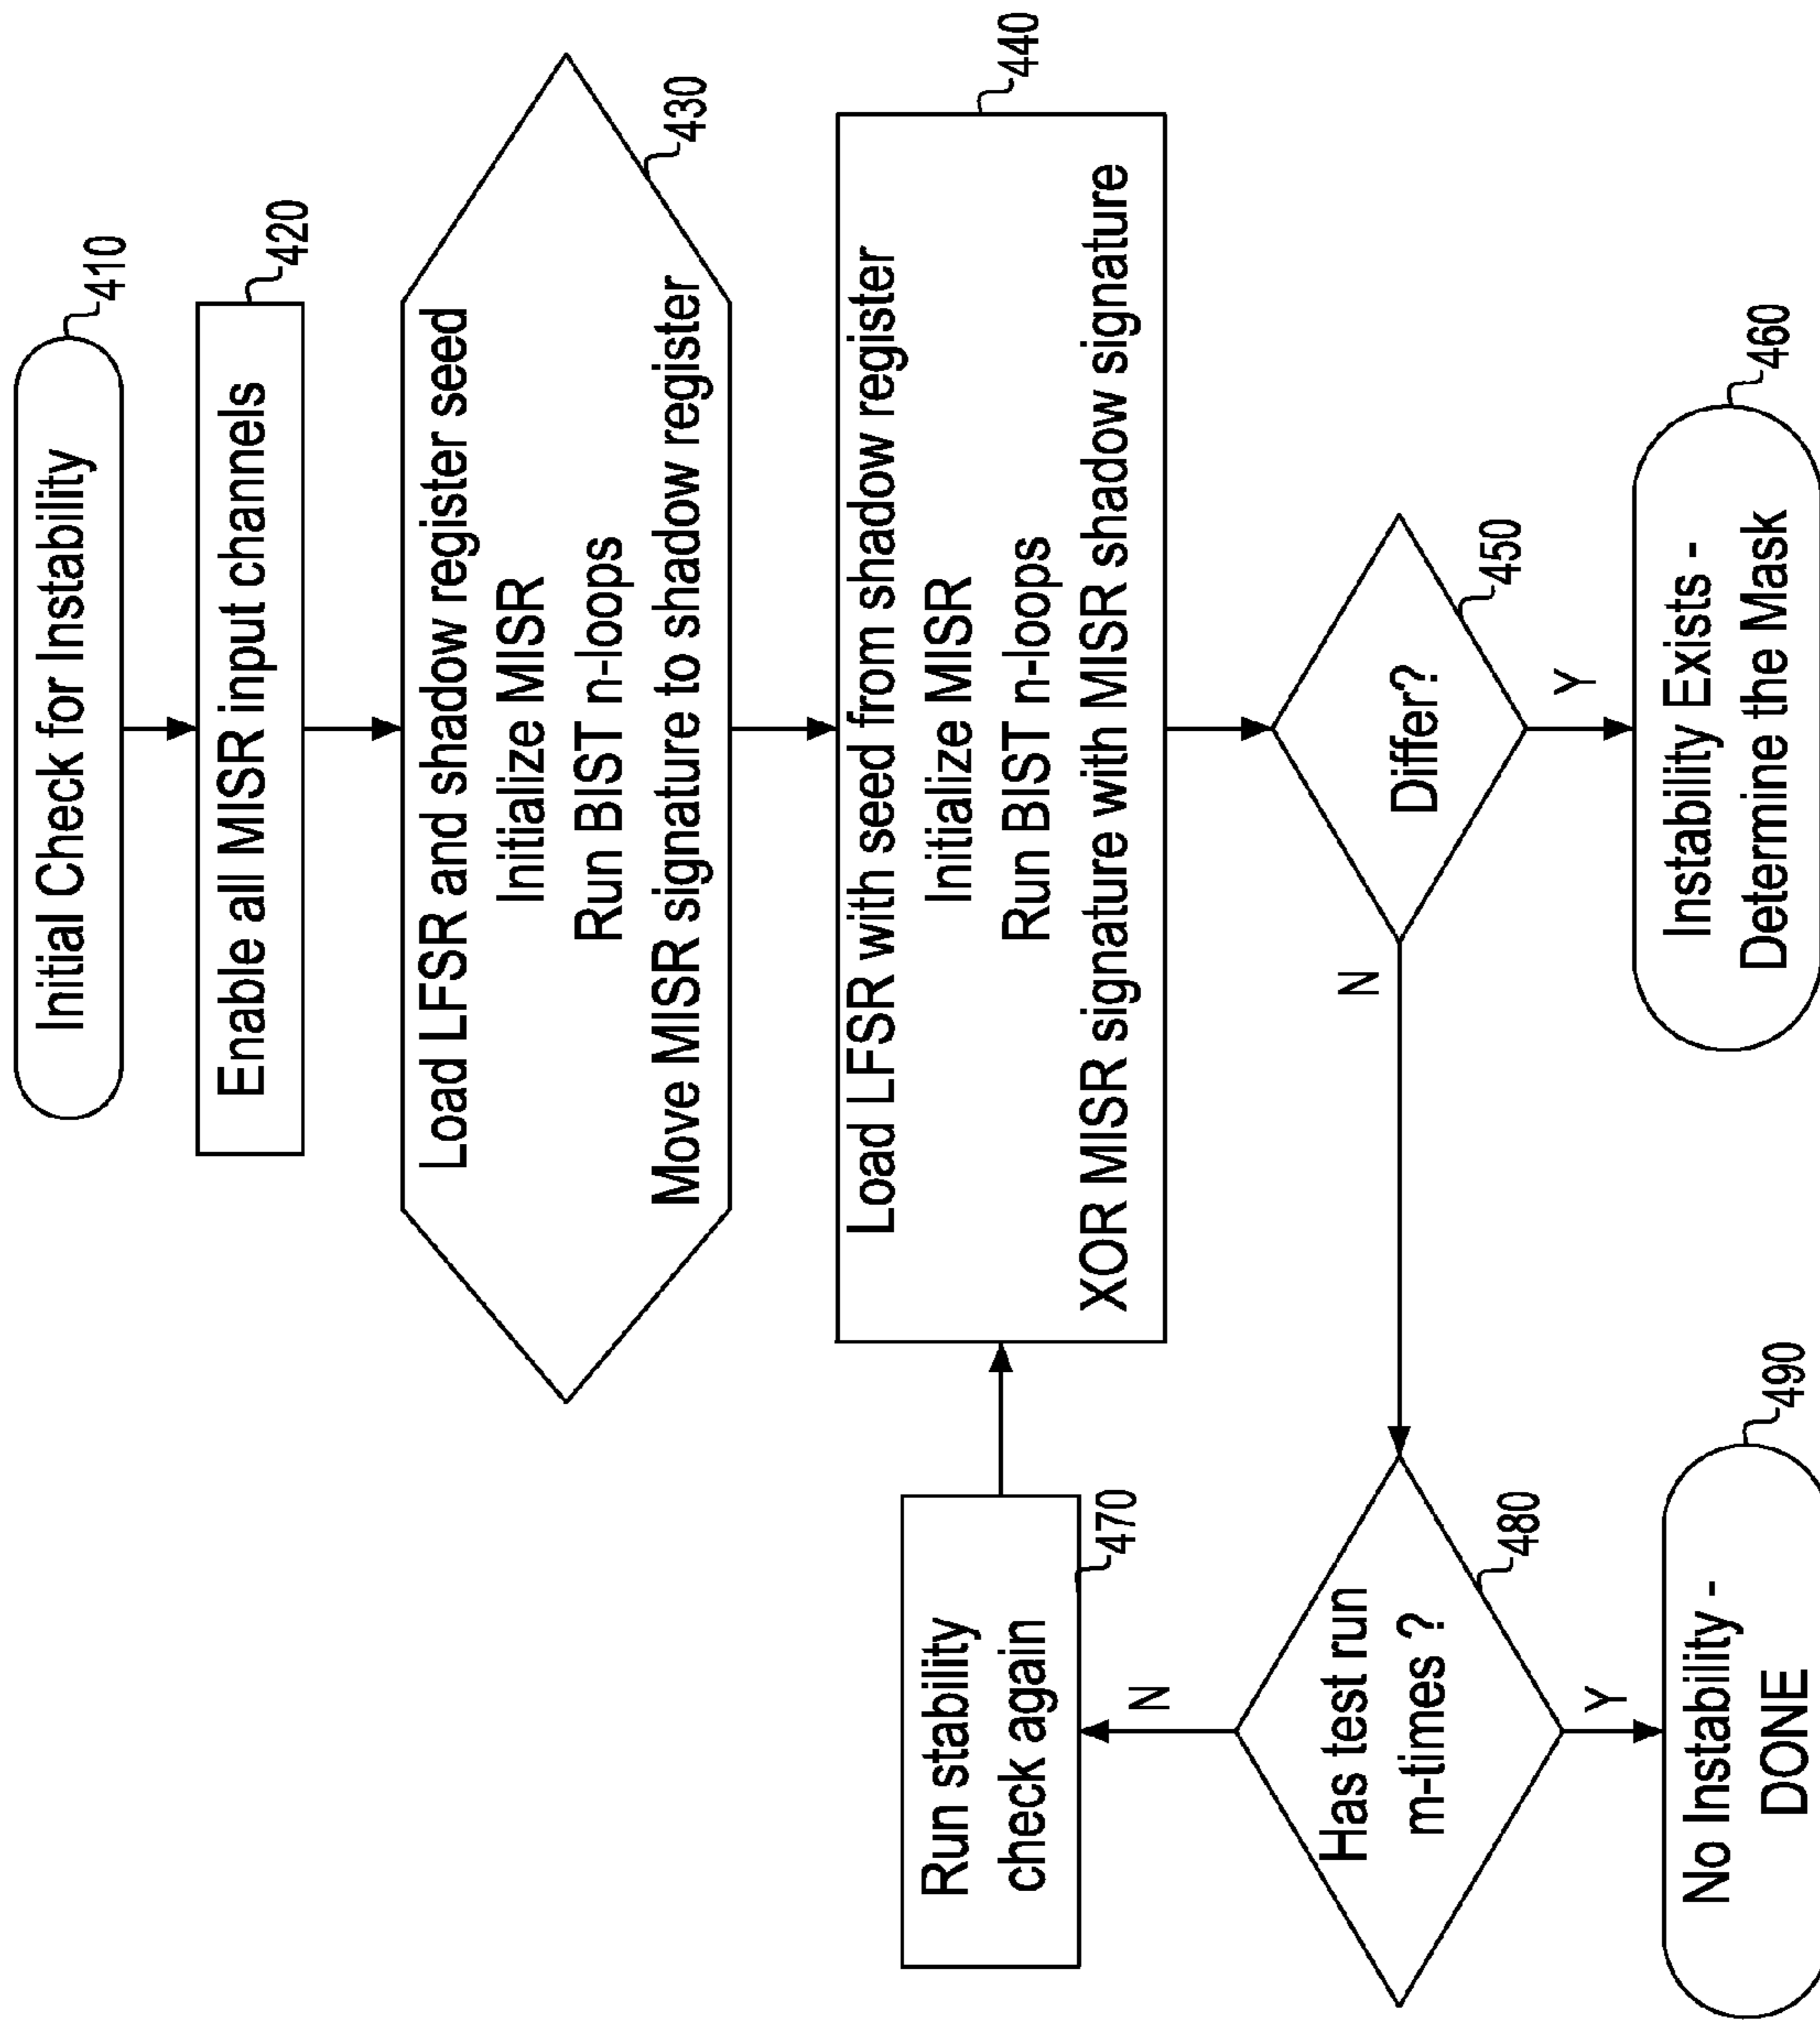 Initial Check for Instability
410
Enable all MISR input channels
420
Load LFSR and shadow register seed
Initialize MISR
Run BIST n-loops
Move MISR signature to shadow register
430
Load LFSR with seed from shadow register
Initialize MISR
Run BIST n-loops
XOR MISR signature with MISR shadow signature
440
Differ?
450
N
Y
Instability Exists -
Determine the Mask
460
Run stability
check again
470
N
Has test run
m-times ?
480
Y
No Instability -
DONE
490